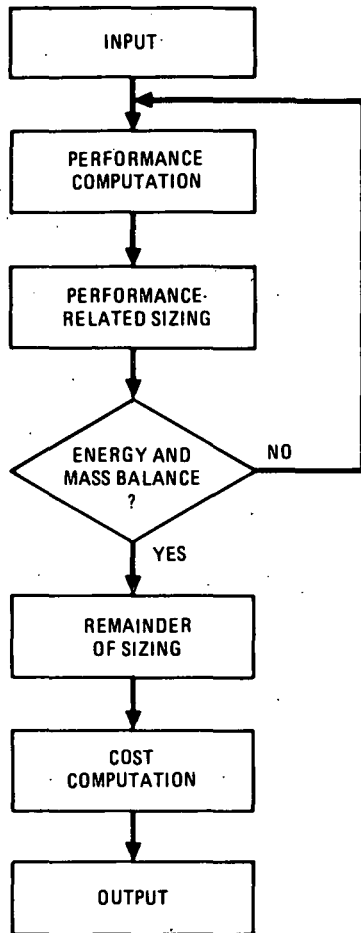 INPUT
PERFORMANCE
COMPUTATION
PERFORMANCE-
RELATED SIZING
ENERGY AND
MASS BALANCE
?
NO
YES
REMAINDER
OF SIZING
COST
COMPUTATION
OUTPUT